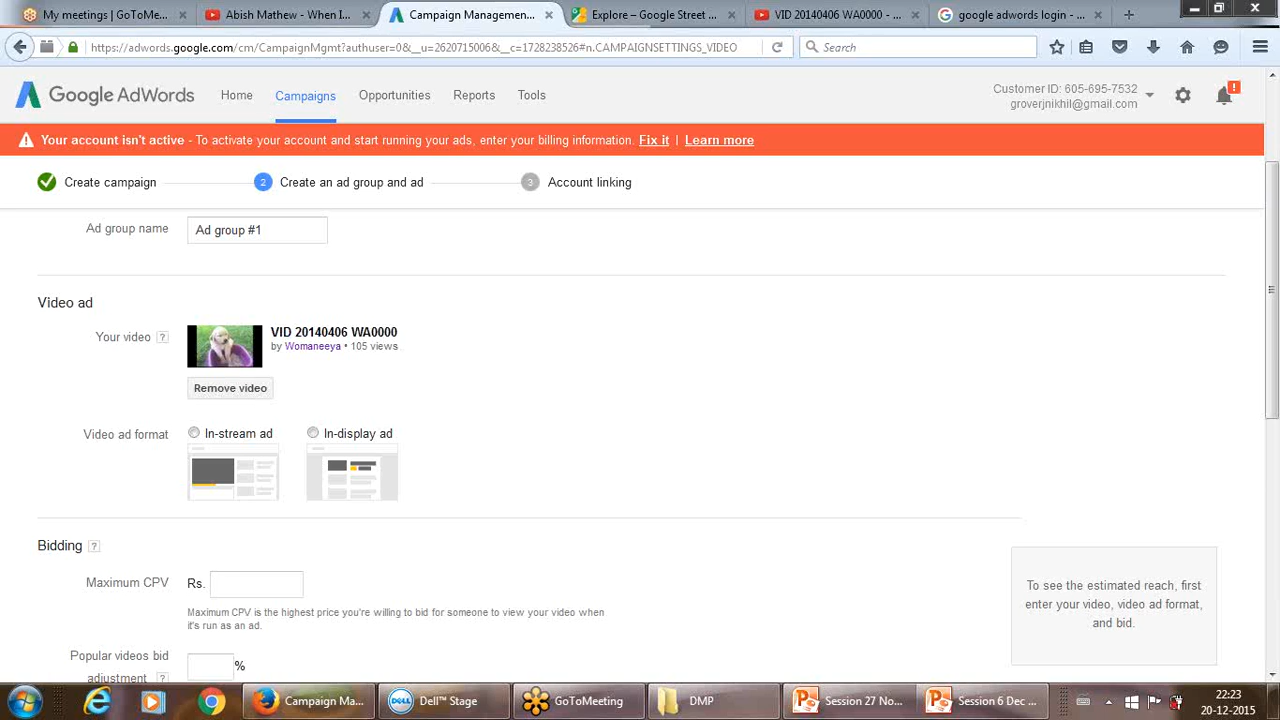 My meetings | GoToMe...
Abish Mathew - When I...
Campaign Managemen...
Explore – Google Street ...
VID 20140406 WA0000 - ...
google adwords login - ...
https://adwords.google.com/cm/CampaignMgmt?authuser=0&__u=2620715006&__c=1728238526#n.CAMPAIGNSETTINGS_VIDEO
Search
Google AdWords
Home
Campaigns
Opportunities
Reports
Tools
Customer ID: 605-695-7532
groverjnikhil@gmail.com
!
Your account isn't active - To activate your account and start running your ads, enter your billing information. Fix it | Learn more
Create campaign
2 Create an ad group and ad
3 Account linking
Ad group name
Ad group #1
Video ad
Your video ?
VID 20140406 WA0000
by Womaneeya • 105 views
Remove video
Video ad format
In-stream ad
In-display ad
Bidding ?
Maximum CPV
Rs.
Maximum CPV is the highest price you're willing to bid for someone to view your video when
it's run as an ad.
To see the estimated reach, first
enter your video, video ad format,
and bid.
Popular videos bid
adjustment ?
%
Campaign Ma...
DELL
Dell™ Stage
GoToMeeting
DMP
Session 27 No...
Session 6 Dec ...
22:23
20-12-2015